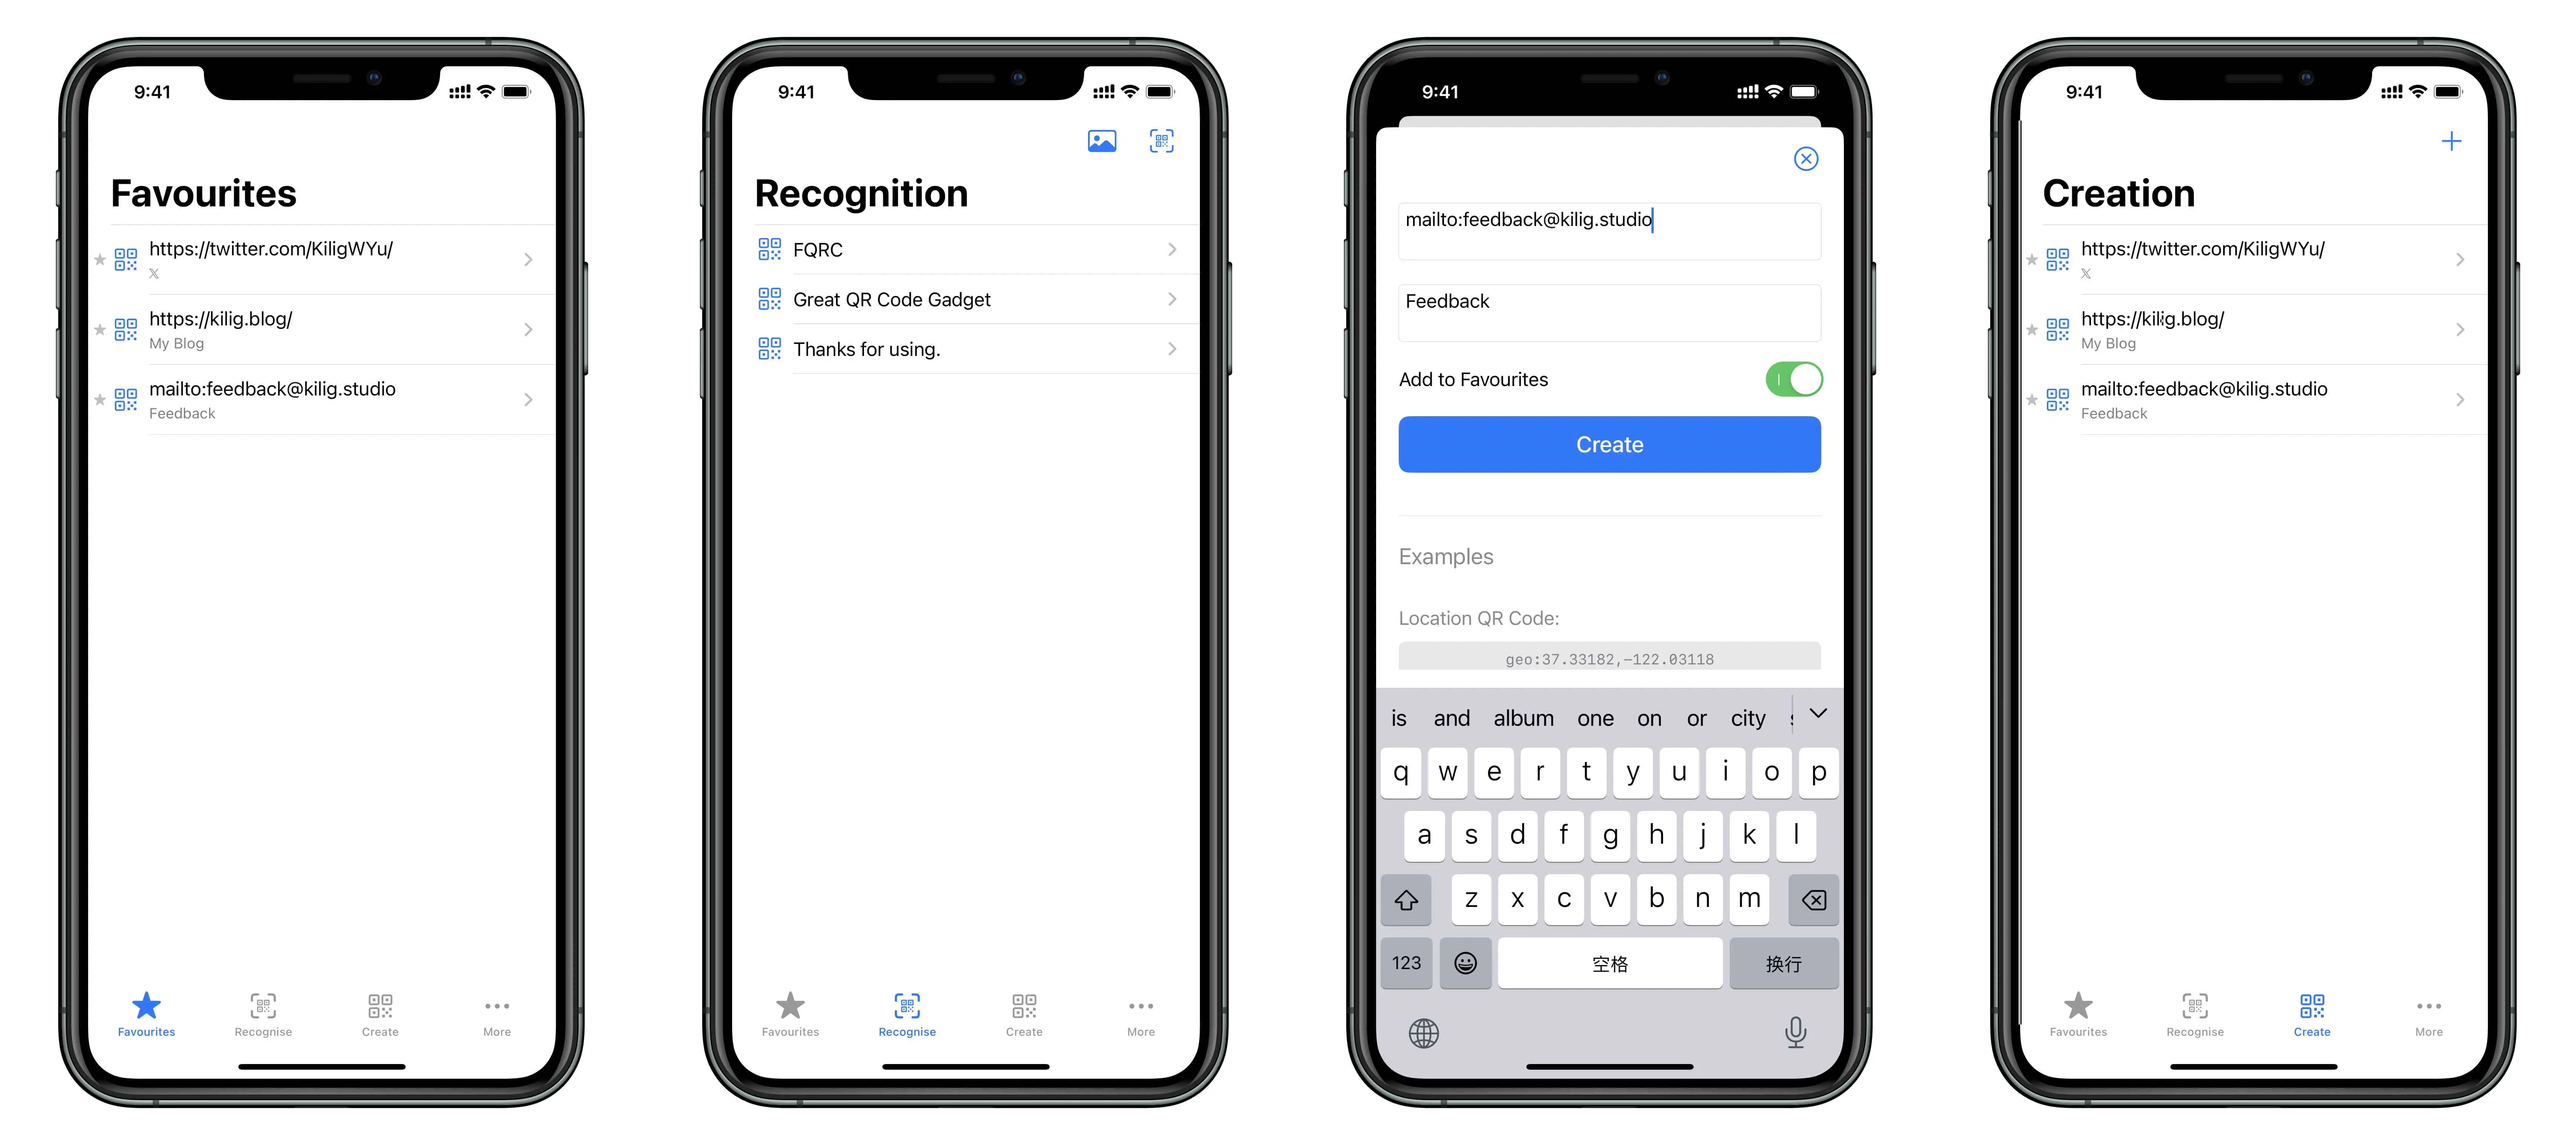 9:41
Favourites
https://twitter.com/KiligWYu/
𝕏
https://kilig.blog/
My Blog
mailto:feedback@kilig.studio
Feedback
Favourites Recognise Create More
9:41
Recognition
FQRC
Great QR Code Gadget
Thanks for using.
Favourites Recognise Create More
9:41
mailto:feedback@kilig.studio
Feedback
Add to Favourites
Create
Examples
Location QR Code:
geo:37.33182,-122.03118
is and album one on or city
q w e r t y u i o p
a s d f g h j k l
z x c v b n m
123 空格 换行
9:41
Creation
https://twitter.com/KiligWYu/
𝕏
https://kilig.blog/
My Blog
mailto:feedback@kilig.studio
Feedback
Favourites Recognise Create More